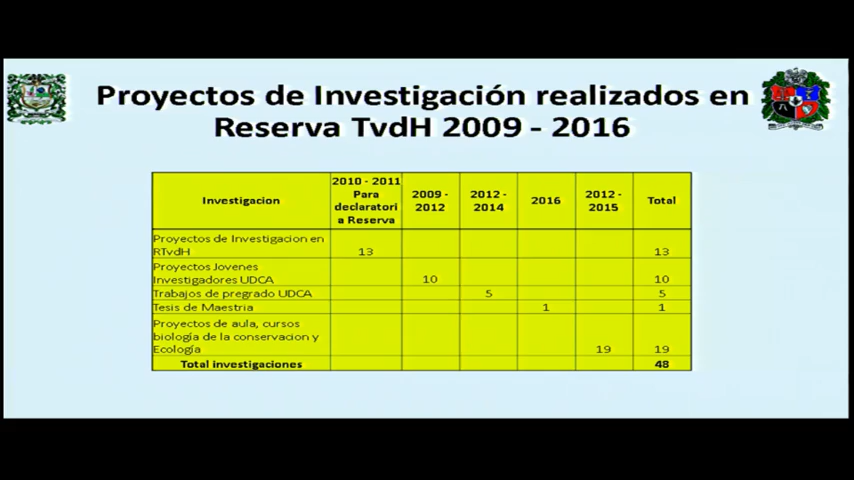 Proyectos de Investigación realizados en
Reserva TvdH 2009 - 2016
Investigacion
2010 - 2011
Para
declaratori
a Reserva
2009 -
2012
2012 -
2014
2016
2012 -
2015
Total
Proyectos de Investigacion en
RTvdH 13 13
Proyectos Jovenes
Investigadores UDCA 10 10
Trabajos de pregrado UDCA 5 5
Tesis de Maestria 1 1
Proyectos de aula, cursos
biología de la conservacion y
Ecología 19 19
Total investigaciones 48